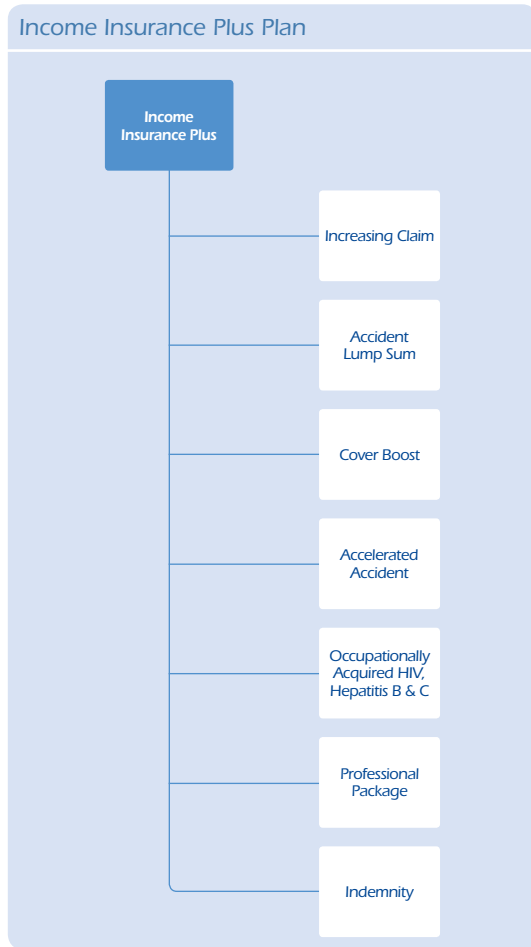 Income Insurance Plus Plan
Income
Insurance Plus
Increasing Claim
Accident
Lump Sum
Cover Boost
Accelerated
Accident
Occupationally
Acquired HIV,
Hepatitis B & C
Professional
Package
Indemnity